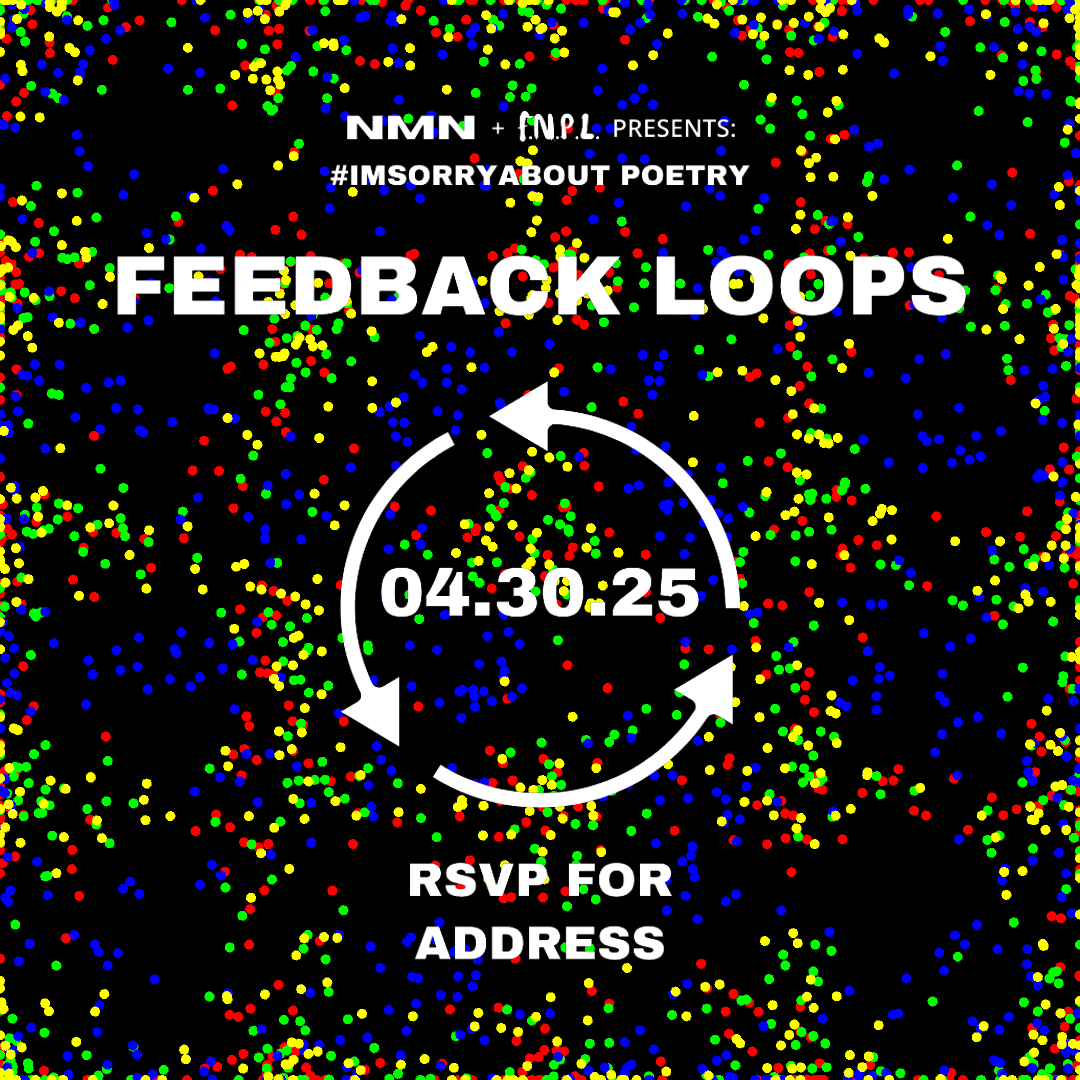 NMN + F.N.P.L. PRESENTS:
#IMSORRYABOUT POETRY
FEEDBACK LOOPS
04.30.25
RSVP FOR
ADDRESS